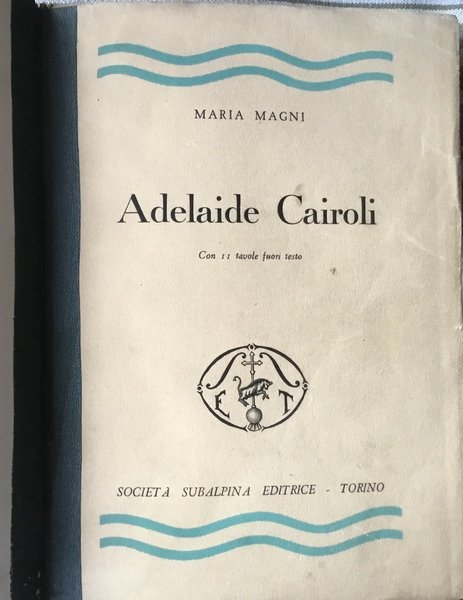 MARIA MAGNI
Adelaide Cairoli
Con 11 tavole fuori testo
E T
SOCIETÀ SUBALPINA EDITRICE - TORINO